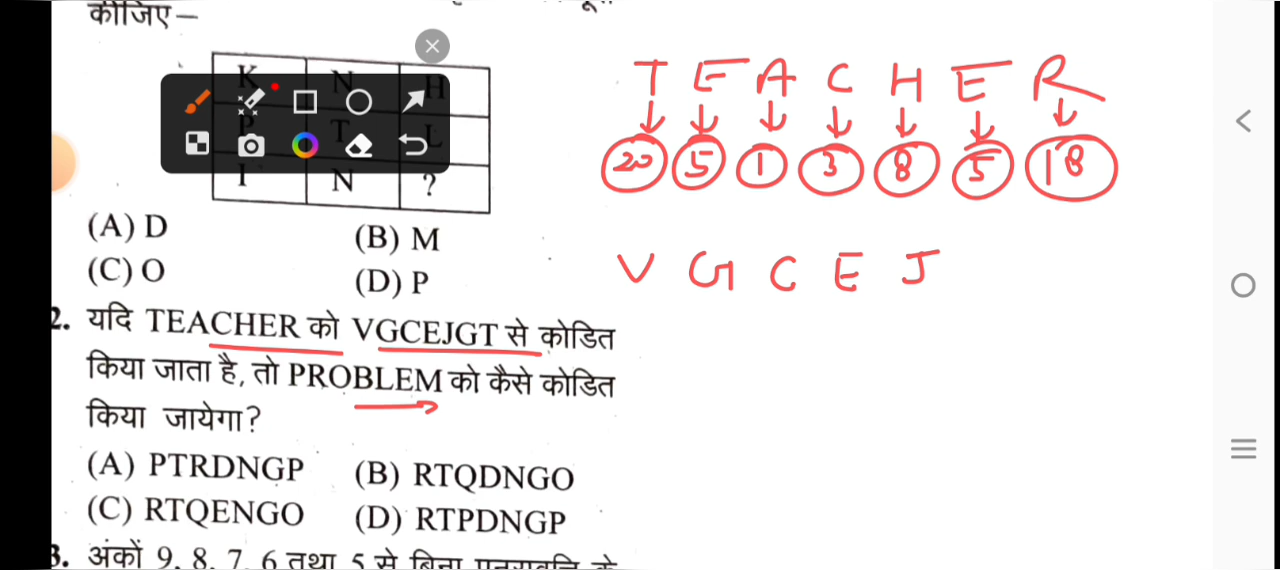 कीजिए–
K N H
P T L
I N ?
(A) D (B) M
(C) O (D) P
2. यदि TEACHER को VGCEJGT से कोडित
किया जाता है, तो PROBLEM को कैसे कोडित
किया जायेगा?
(A) PTRDNGP (B) RTQDNGO
(C) RTQENGO (D) RTPDNGP
3. अंकों 9, 8, 7, 6 तथा 5 से बिना
T E A C H E R
20 5 1 3 8 5 18
V G C E J